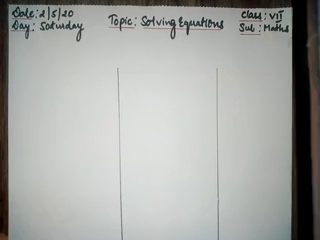 Date: 2/5/20
Day: Saturday
Topic: Solving Equations
Class: VII
Sub: Maths